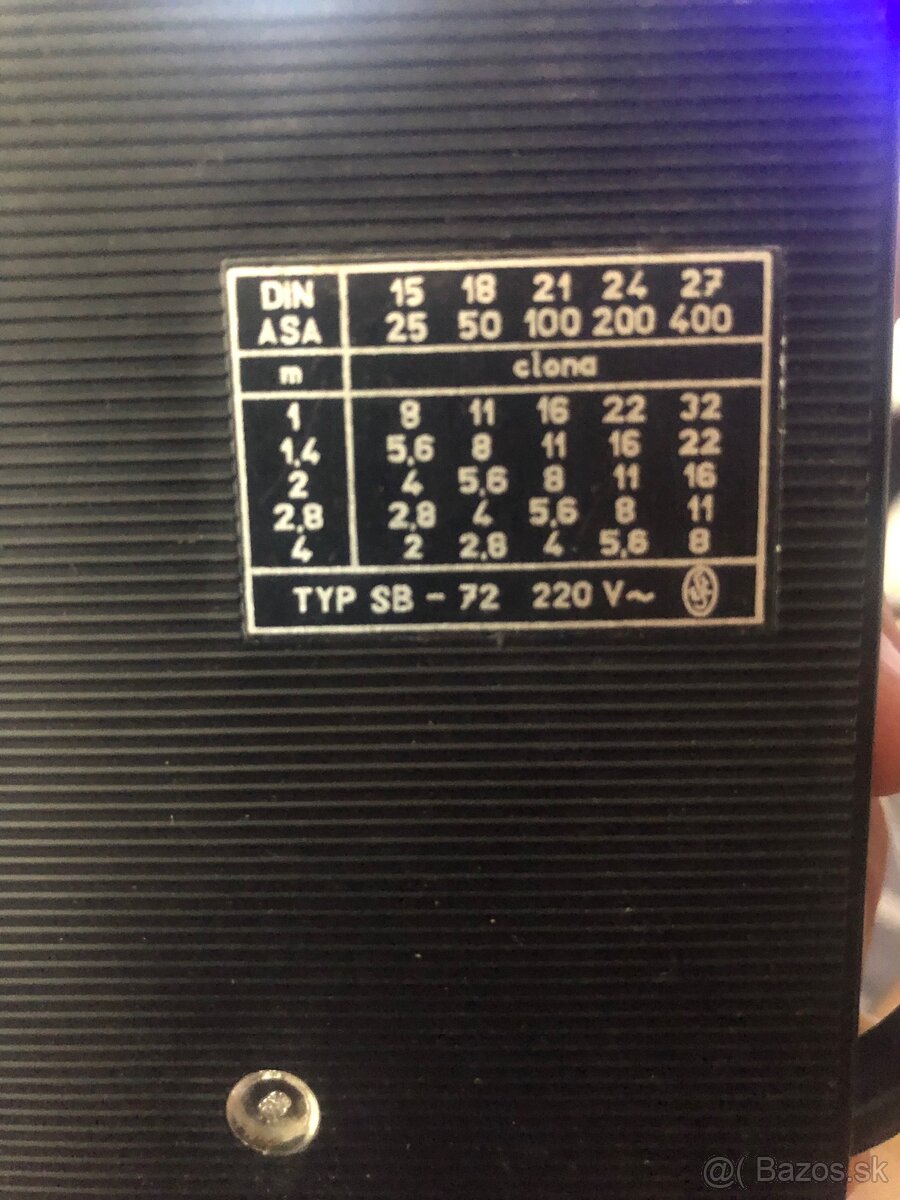 DIN 15 18 21 24 27
ASA 25 50 100 200 400
m clona
1 8 11 16 22 32
1,4 5,6 8 11 16 22
2 4 5,6 8 11 16
2,8 2,8 4 5,6 8 11
4 2 2,8 4 5,6 8
TYP SB - 72 220 V~
@( Bazos.sk